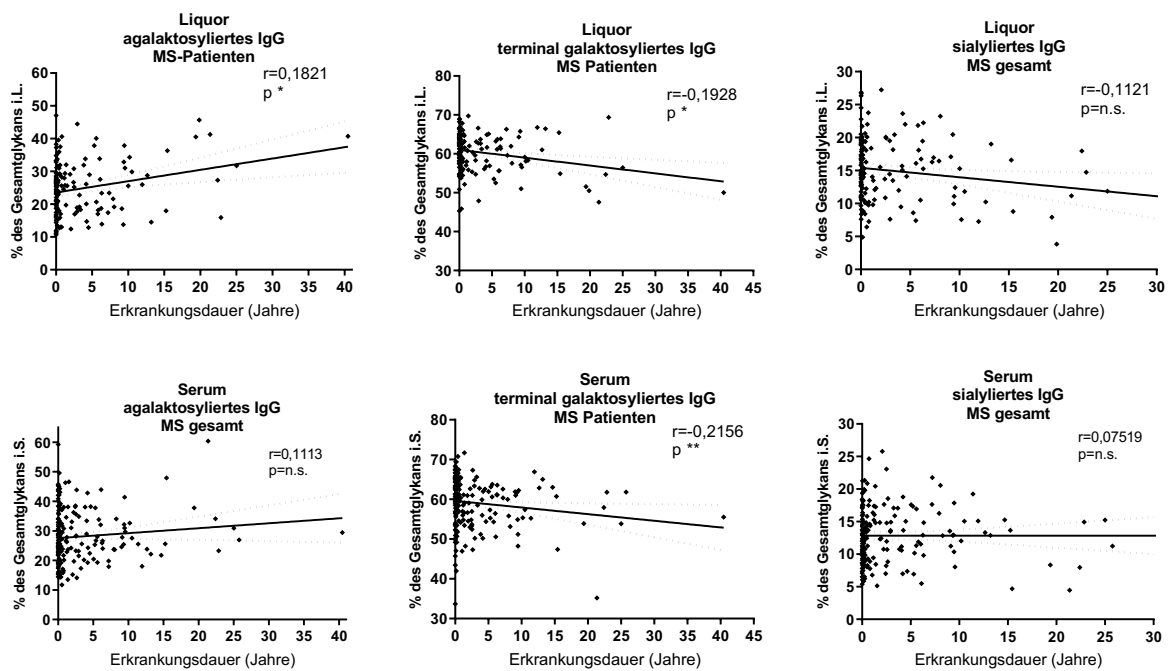 Liquor
agalaktosyliertes IgG
MS-Patienten
r=0,1821
p *
% des Gesamtglykans i.L.
60
50
40
30
20
10
0
0 5 10 15 20 25 30 35 40
Erkrankungsdauer (Jahre)
Liquor
terminal galaktosyliertes IgG
MS Patienten
r=-0,1928
p *
% des Gesamtglykans i.L.
80
70
60
50
40
30
0 5 10 15 20 25 30 35 40 45
Erkrankungsdauer (Jahre)
Liquor
sialyliertes IgG
MS gesamt
r=-0,1121
p=n.s.
% des Gesamtglykans i.L.
30
25
20
15
10
5
0
0 5 10 15 20 25 30
Erkrankungsdauer (Jahre)
Serum
agalaktosyliertes IgG
MS gesamt
r=0,1113
p=n.s.
% des Gesamtglykans i.S.
60
50
40
30
20
10
0
0 5 10 15 20 25 30 35 40
Erkrankungsdauer (Jahre)
Serum
terminal galaktosyliertes IgG
MS Patienten
r=-0,2156
p **
% des Gesamtglykans i.S.
80
70
60
50
40
30
0 5 10 15 20 25 30 35 40 45
Erkrankungsdauer (Jahre)
Serum
sialyliertes IgG
MS gesamt
r=0,07519
p=n.s.
% des Gesamtglykans i.S.
30
25
20
15
10
5
0
0 5 10 15 20 25 30
Erkrankungsdauer (Jahre)